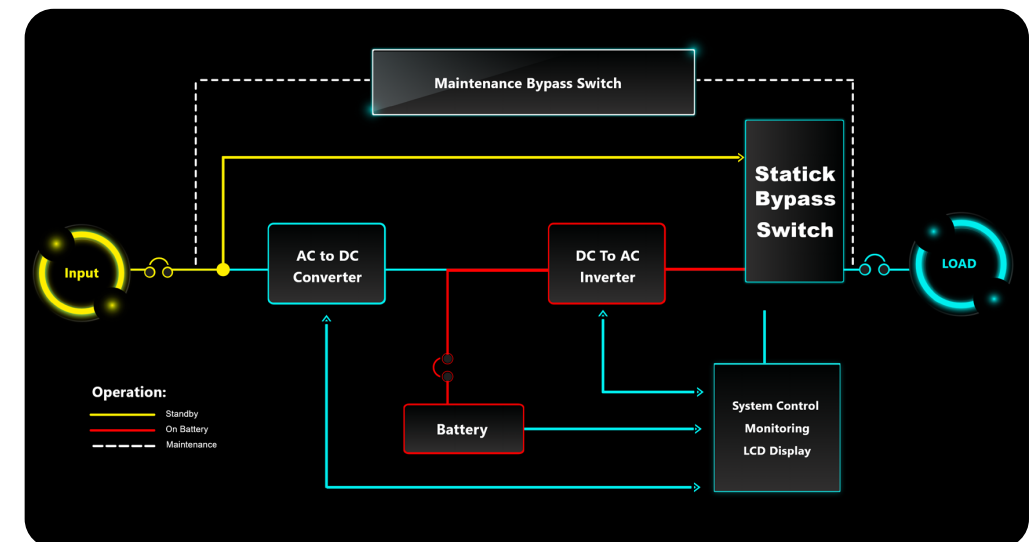 Maintenance Bypass Switch
Statick
Bypass
Switch
Input
AC to DC
Converter
DC To AC
Inverter
LOAD
Operation:
Standby
On Battery
Maintenance
Battery
System Control
Monitoring
LCD Display